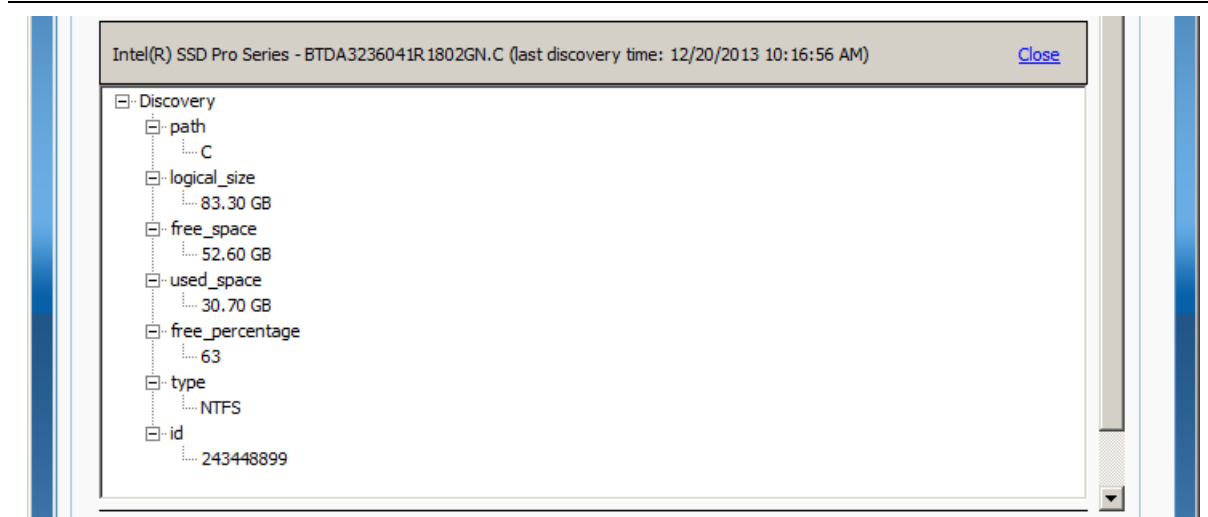 Intel(R) SSD Pro Series - BTDA3236041R1802GN.C (last discovery time: 12/20/2013 10:16:56 AM) Close
Discovery
path
C
logical_size
83.30 GB
free_space
52.60 GB
used_space
30.70 GB
free_percentage
63
type
NTFS
id
243448899